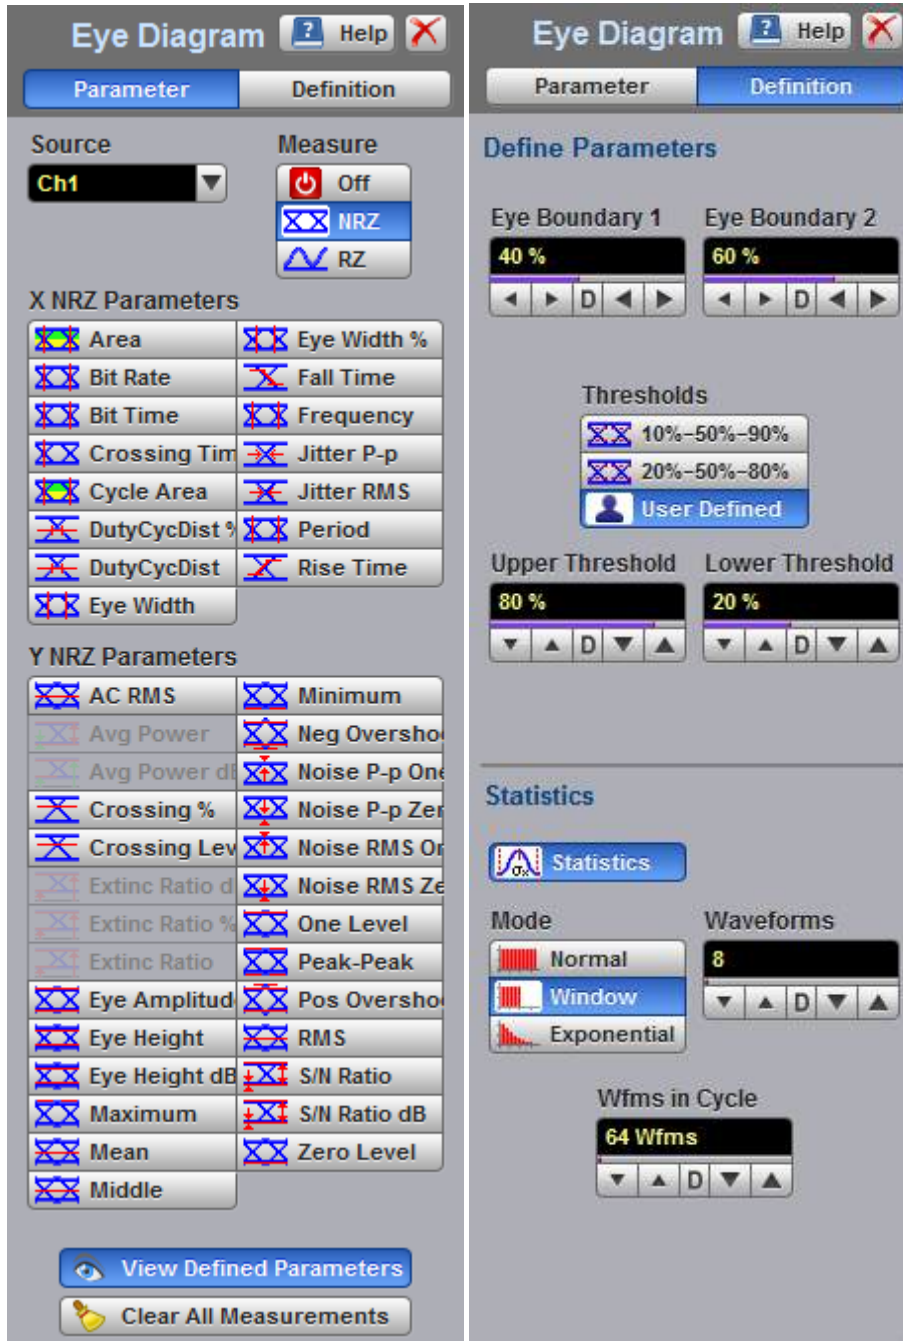 Eye Diagram ? Help
Parameter Definition
Source Measure
Ch1
Off
NRZ
RZ
X NRZ Parameters
Area Eye Width %
Bit Rate Fall Time
Bit Time Frequency
Crossing Tim Jitter P-p
Cycle Area Jitter RMS
DutyCycDist % Period
DutyCycDist Rise Time
Eye Width
Y NRZ Parameters
AC RMS Minimum
Avg Power Neg Oversho
Avg Power dB Noise P-p One
Crossing % Noise P-p Zer
Crossing Lev Noise RMS On
Extinc Ratio d Noise RMS Ze
Extinc Ratio % One Level
Extinc Ratio Peak-Peak
Eye Amplitud Pos Oversho
Eye Height RMS
Eye Height dB S/N Ratio
Maximum S/N Ratio dB
Mean Zero Level
Middle
View Defined Parameters
Clear All Measurements
Eye Diagram ? Help
Parameter Definition
Define Parameters
Eye Boundary 1 Eye Boundary 2
40 % 60 %
D D
Thresholds
10%-50%-90%
20%-50%-80%
User Defined
Upper Threshold Lower Threshold
80 % 20 %
D D
Statistics
σx Statistics
Mode Waveforms
Normal 8
Window D
Exponential
Wfms in Cycle
64 Wfms
D